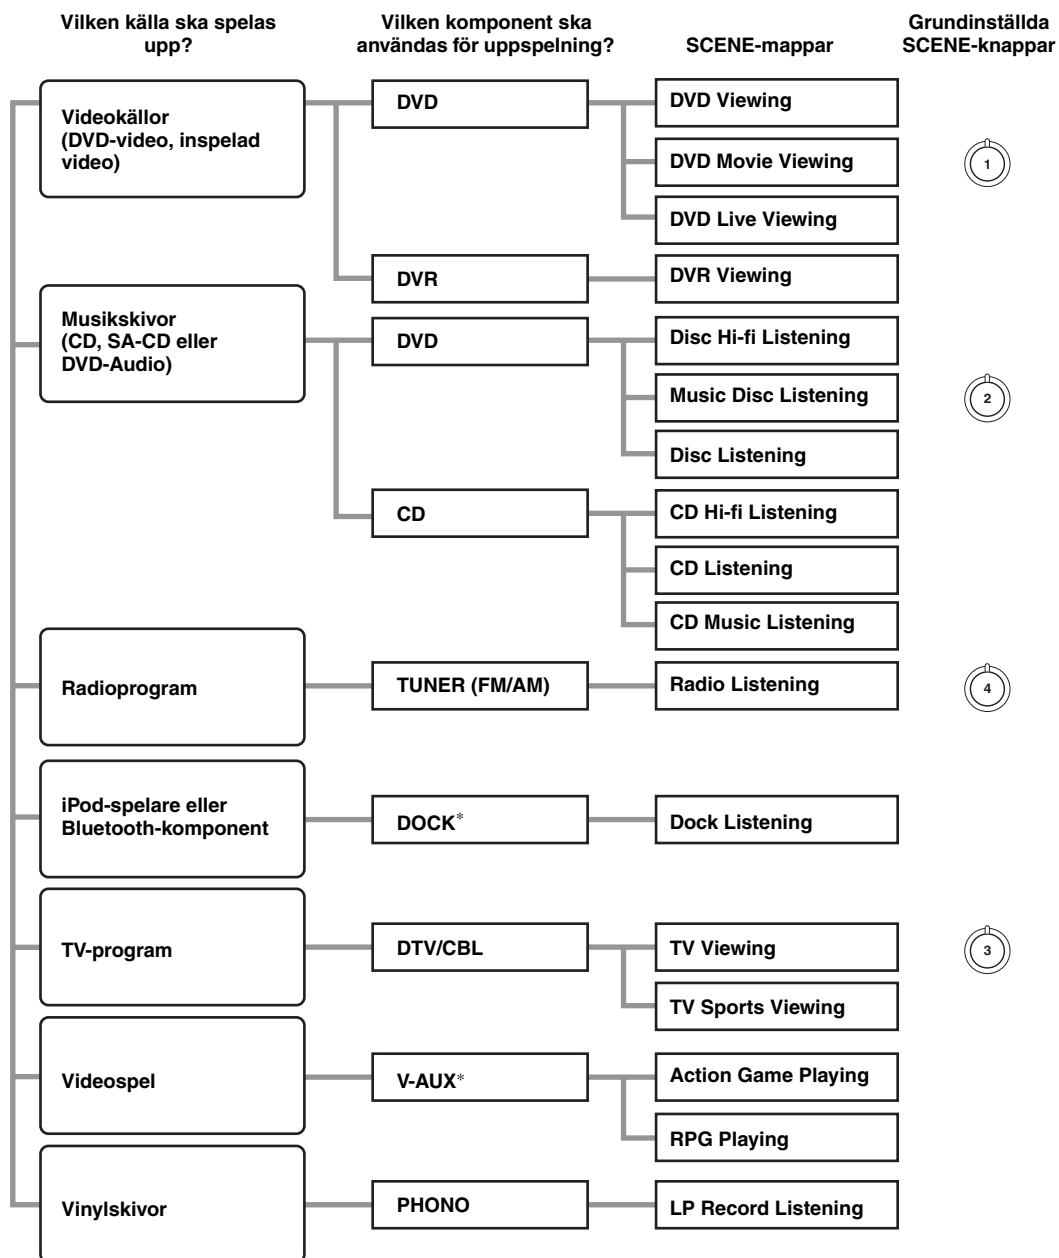 Vilken källa ska spelas
upp?
Vilken komponent ska
användas för uppspelning?
SCENE-mappar
Grundinställda
SCENE-knappar
Videokällor
(DVD-video, inspelad
video)
DVD
DVD Viewing
DVD Movie Viewing
1
DVD Live Viewing
DVR
DVR Viewing
Musikskivor
(CD, SA-CD eller
DVD-Audio)
DVD
Disc Hi-fi Listening
Music Disc Listening
2
Disc Listening
CD
CD Hi-fi Listening
CD Listening
CD Music Listening
Radioprogram
TUNER (FM/AM)
Radio Listening
4
iPod-spelare eller
Bluetooth-komponent
DOCK*
Dock Listening
TV-program
DTV/CBL
TV Viewing
3
TV Sports Viewing
Videospel
V-AUX*
Action Game Playing
RPG Playing
Vinylskivor
PHONO
LP Record Listening